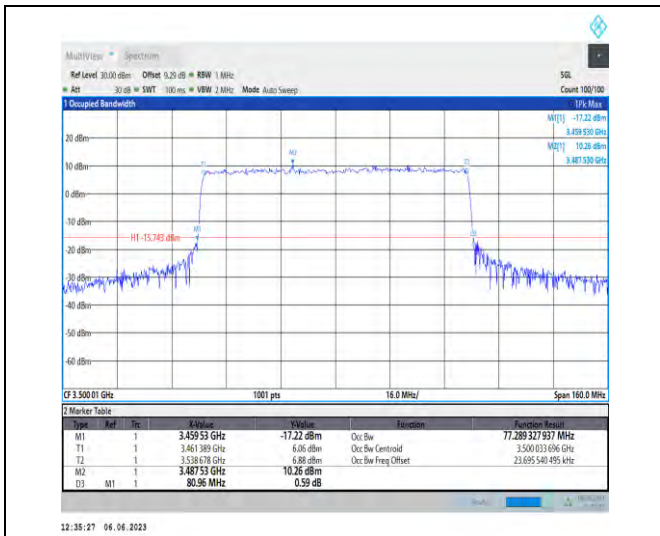 MultiView Spectrum
Ref Level 30.00 dBm Offset 9.29 dB RBW 1 MHz SGL
Att 30 dB SWT 100 ms VBW 2 MHz Mode Auto Sweep Count 100/100
1 Occupied Bandwidth 1Pk Max
M1[1] -17.22 dBm
3.459 530 GHz
M2[1] 10.26 dBm
3.487 530 GHz
20 dBm
M2
T1 T2
10 dBm
0 dBm
-10 dBm
M1
D3
H1 -15.743 dBm
-20 dBm
-30 dBm
-40 dBm
-50 dBm
-60 dBm
CF 3.500 01 GHz 1001 pts 16.0 MHz/ Span 160.0 MHz
2 Marker Table
Type Ref Trc X-Value Y-Value Function Function Result
M1 1 3.459 53 GHz -17.22 dBm Occ Bw 77.289 327 937 MHz
T1 1 3.461 389 GHz 6.06 dBm Occ Bw Centroid 3.500 033 696 GHz
T2 1 3.538 678 GHz 6.88 dBm Occ Bw Freq Offset 23.695 540 495 kHz
M2 1 3.487 53 GHz 10.26 dBm
D3 M1 1 80.96 MHz 0.59 dB
12:35:27 06.06.2023